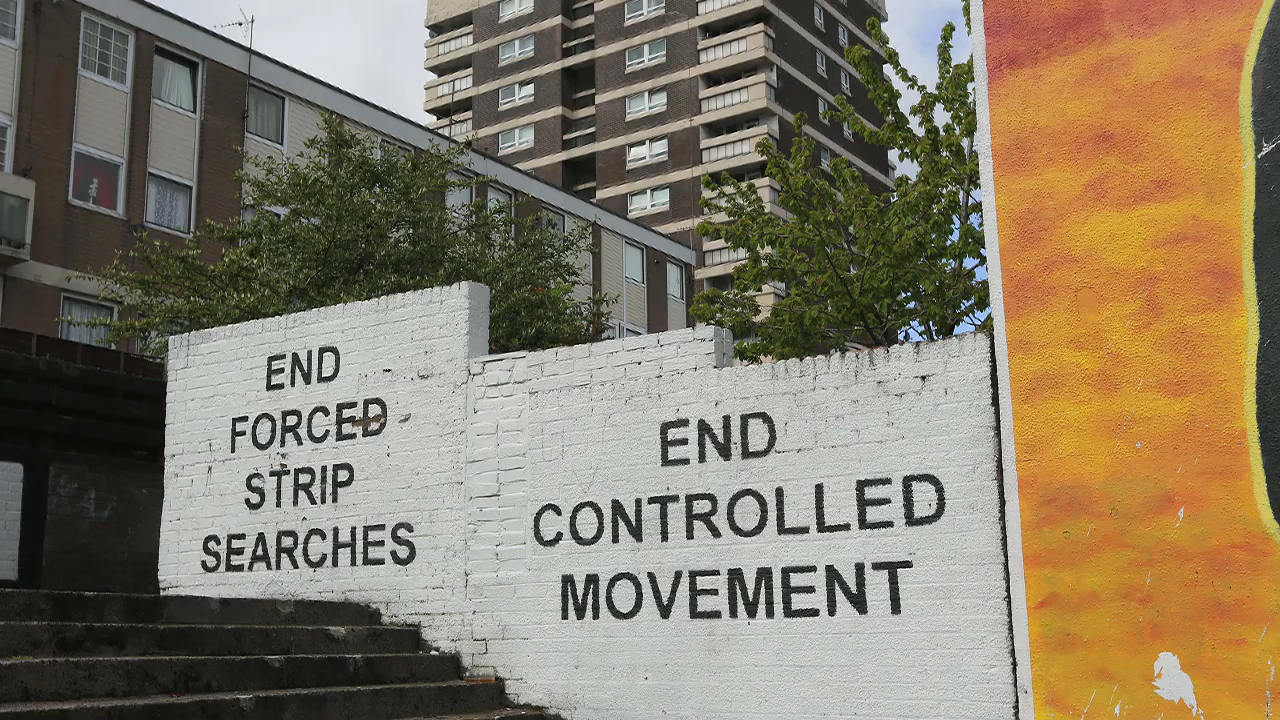 END
FORCED
STRIP
SEARCHES
END
CONTROLLED
MOVEMENT